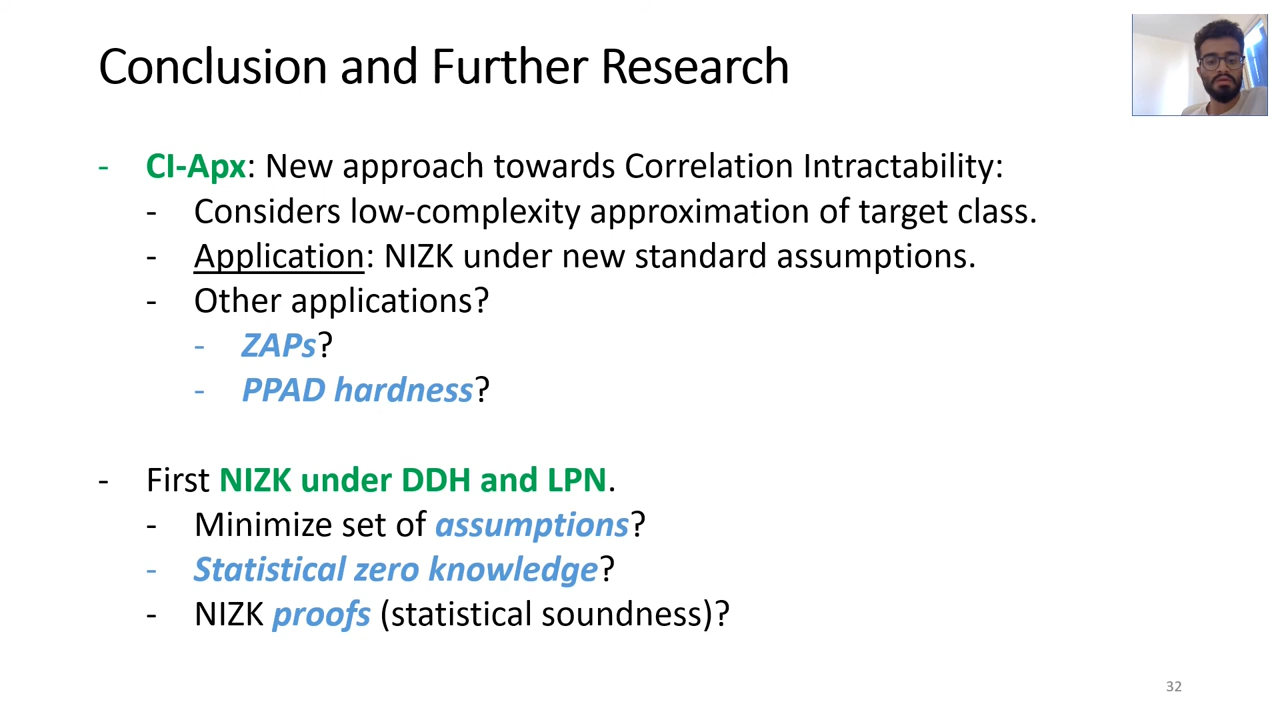 Conclusion and Further Research
- CI-Apx: New approach towards Correlation Intractability:
- Considers low-complexity approximation of target class.
- Application: NIZK under new standard assumptions.
- Other applications?
- ZAPs?
- PPAD hardness?
- First NIZK under DDH and LPN.
- Minimize set of assumptions?
- Statistical zero knowledge?
- NIZK proofs (statistical soundness)?
32